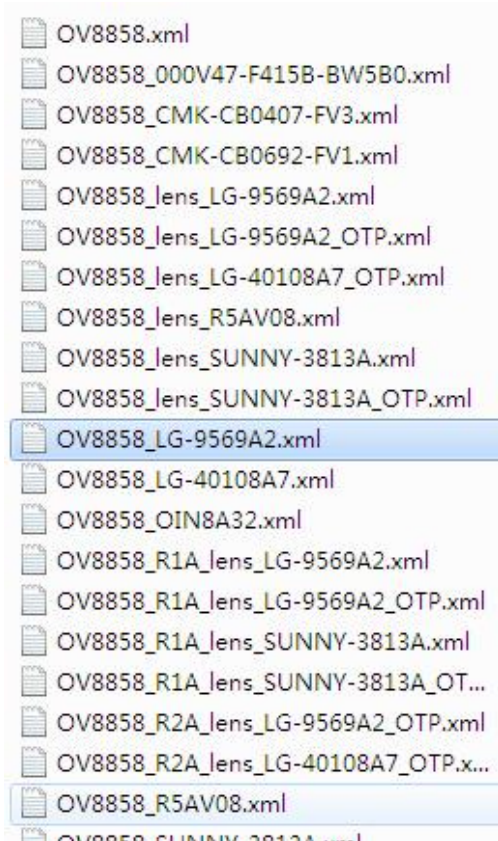 OV8858.xml
OV8858_000V47-F415B-BW5B0.xml
OV8858_CMK-CB0407-FV3.xml
OV8858_CMK-CB0692-FV1.xml
OV8858_lens_LG-9569A2.xml
OV8858_lens_LG-9569A2_OTP.xml
OV8858_lens_LG-40108A7_OTP.xml
OV8858_lens_R5AV08.xml
OV8858_lens_SUNNY-3813A.xml
OV8858_lens_SUNNY-3813A_OTP.xml
OV8858_LG-9569A2.xml
OV8858_LG-40108A7.xml
OV8858_OIN8A32.xml
OV8858_R1A_lens_LG-9569A2.xml
OV8858_R1A_lens_LG-9569A2_OTP.xml
OV8858_R1A_lens_SUNNY-3813A.xml
OV8858_R1A_lens_SUNNY-3813A_OT...
OV8858_R2A_lens_LG-9569A2_OTP.xml
OV8858_R2A_lens_LG-40108A7_OTP.x...
OV8858_R5AV08.xml
OV8858_SUNNY-3813A.xml